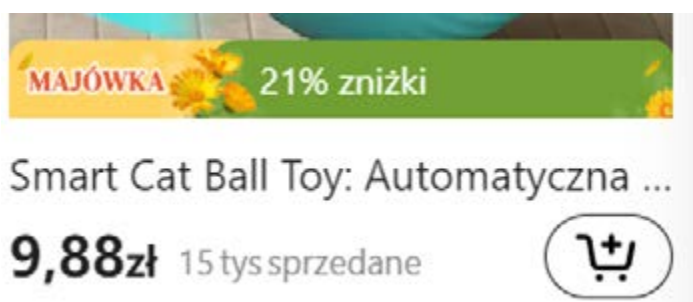 MAJÓWKA 21% zniżki
Smart Cat Ball Toy: Automatyczna ...
9,88zł 15 tys sprzedane